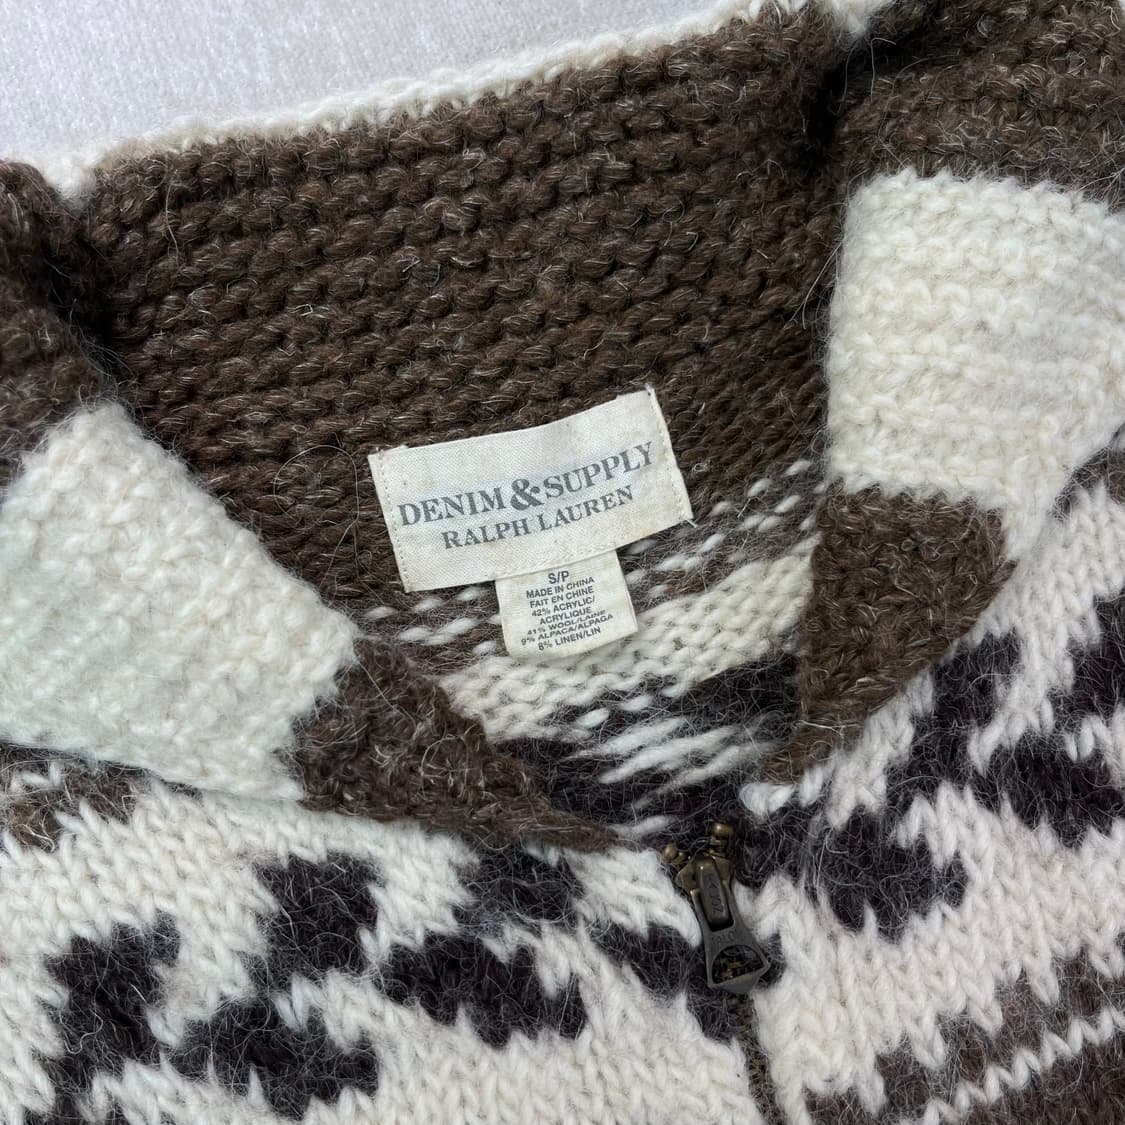 DENIM & SUPPLY
RALPH LAUREN
S/P
MADE IN CHINA
FAIT EN CHINE
42% ACRYLIC/
ACRYLIQUE
41% WOOL/LAINE
9% ALPACA/ALPAGA
8% LINEN/LIN